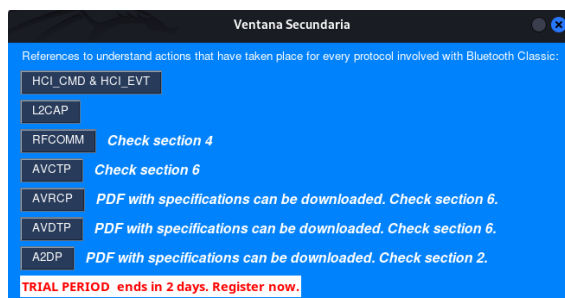 Ventana Secundaria
References to understand actions that have taken place for every protocol involved with Bluetooth Classic:
HCI_CMD & HCI_EVT
L2CAP
RFCOMM Check section 4
AVCTP Check section 6
AVRCP PDF with specifications can be downloaded. Check section 6.
AVDTP PDF with specifications can be downloaded. Check section 6.
A2DP PDF with specifications can be downloaded. Check section 2.
TRIAL PERIOD ends in 2 days. Register now.